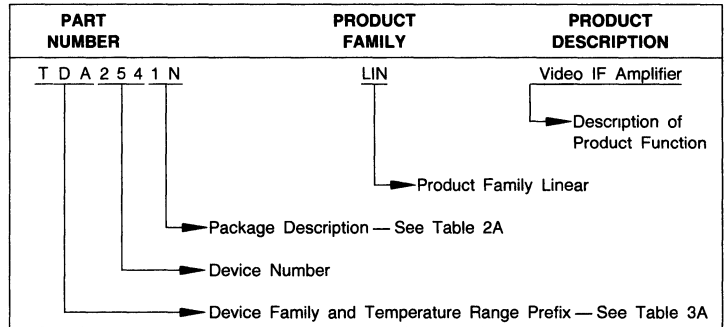 PART NUMBER
PRODUCT FAMILY
PRODUCT DESCRIPTION
T D A 2 5 4 1 N
LIN
Video IF Amplifier
Description of
Product Function
Product Family Linear
Package Description — See Table 2A
Device Number
Device Family and Temperature Range Prefix — See Table 3A